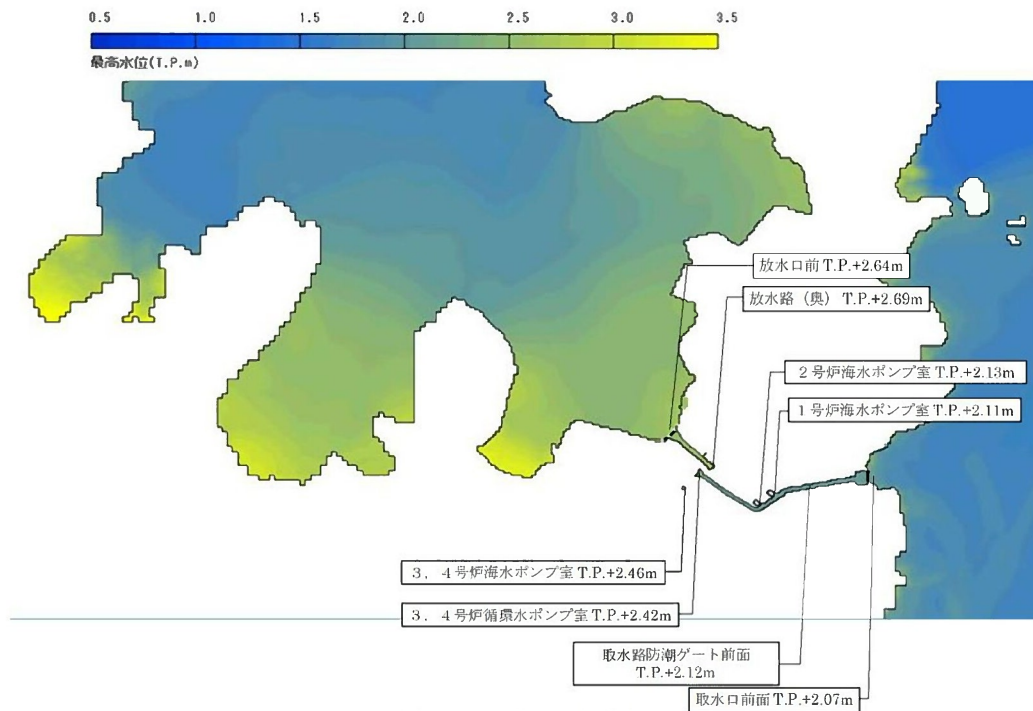 0.5 1.0 1.5 2.0 2.5 3.0 3.5
最高水位(T.P.m)
放水口前 T.P.+2.64m
放水路（奥） T.P.+2.69m
２号炉海水ポンプ室 T.P.+2.13m
１号炉海水ポンプ室 T.P.+2.11m
３．４号炉海水ポンプ室 T.P.+2.46m
３．４号炉循環水ポンプ室 T.P.+2.42m
取水路防潮ゲート前面
T.P.+2.12m
取水口前面 T.P.+2.07m